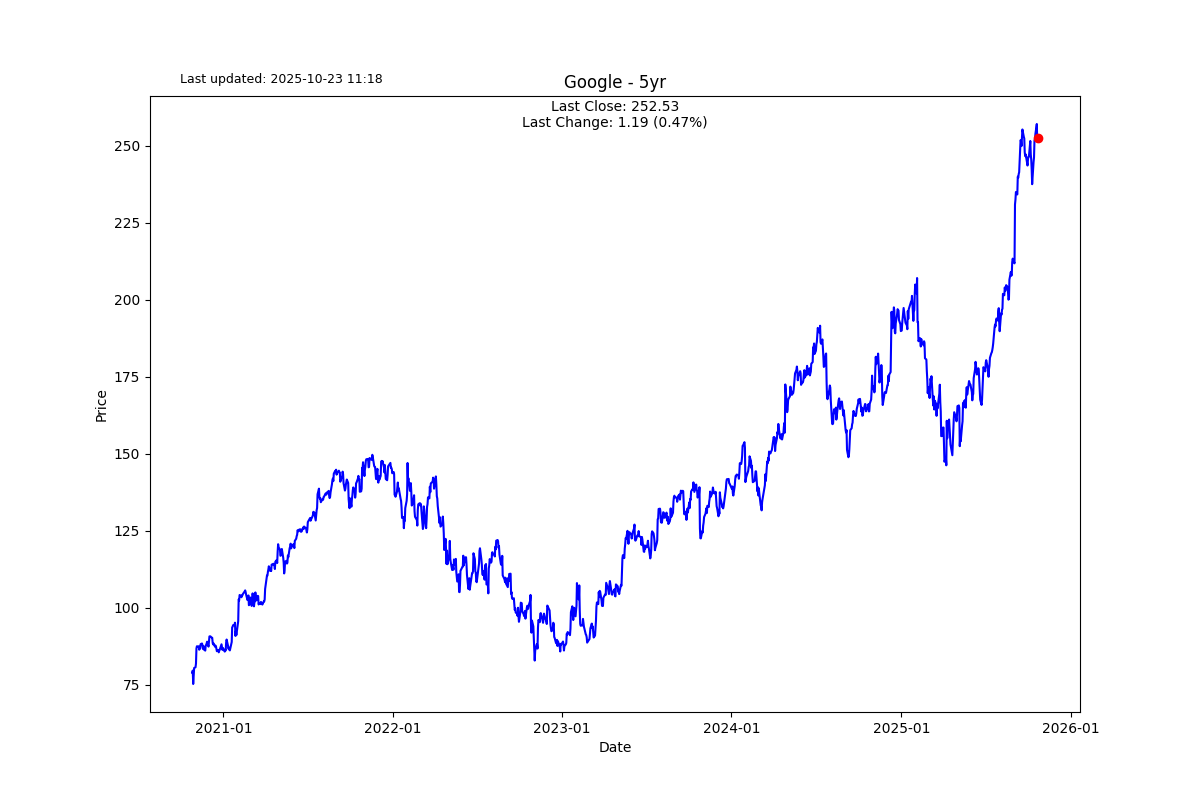 Last updated: 2025-10-23 11:18
Google - 5yr
Last Close: 252.53
Last Change: 1.19 (0.47%)
250
225
200
175
150
125
100
75
Price
2021-01
2022-01
2023-01
2024-01
2025-01
2026-01
Date